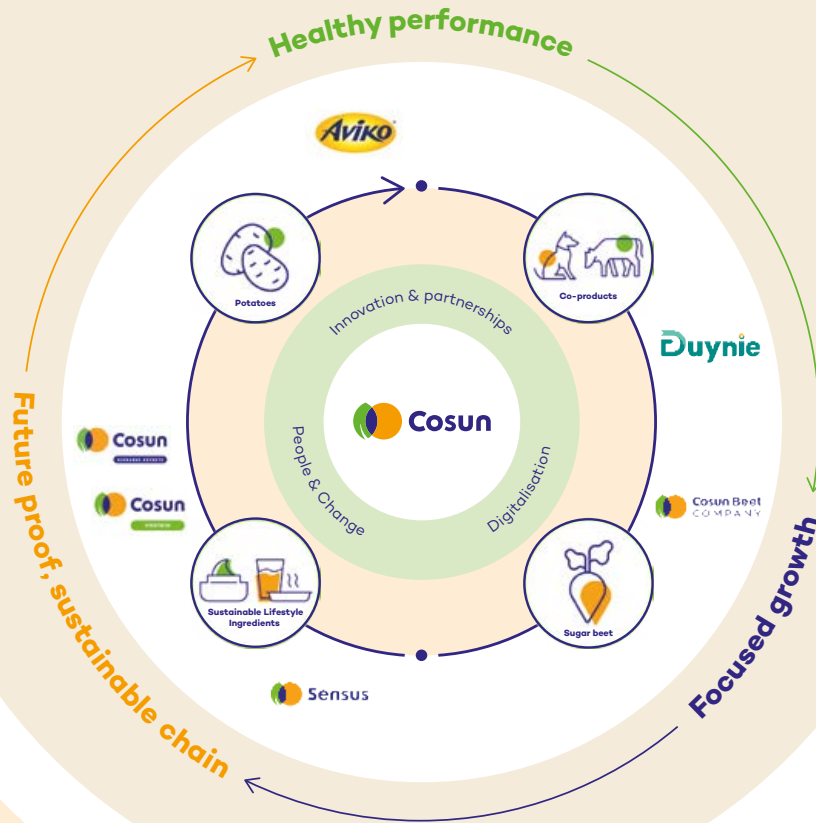 Healthy performance
Aviko
Potatoes
Co-products
Innovation & partnerships
Duynie
Cosun
Cosun
People & Change
Digitalisation
Cosun
Cosun Beet
COMPANY
Future proof, sustainable chain
Focused growth
Sustainable Lifestyle
Ingredients
Sugar beet
Sensus